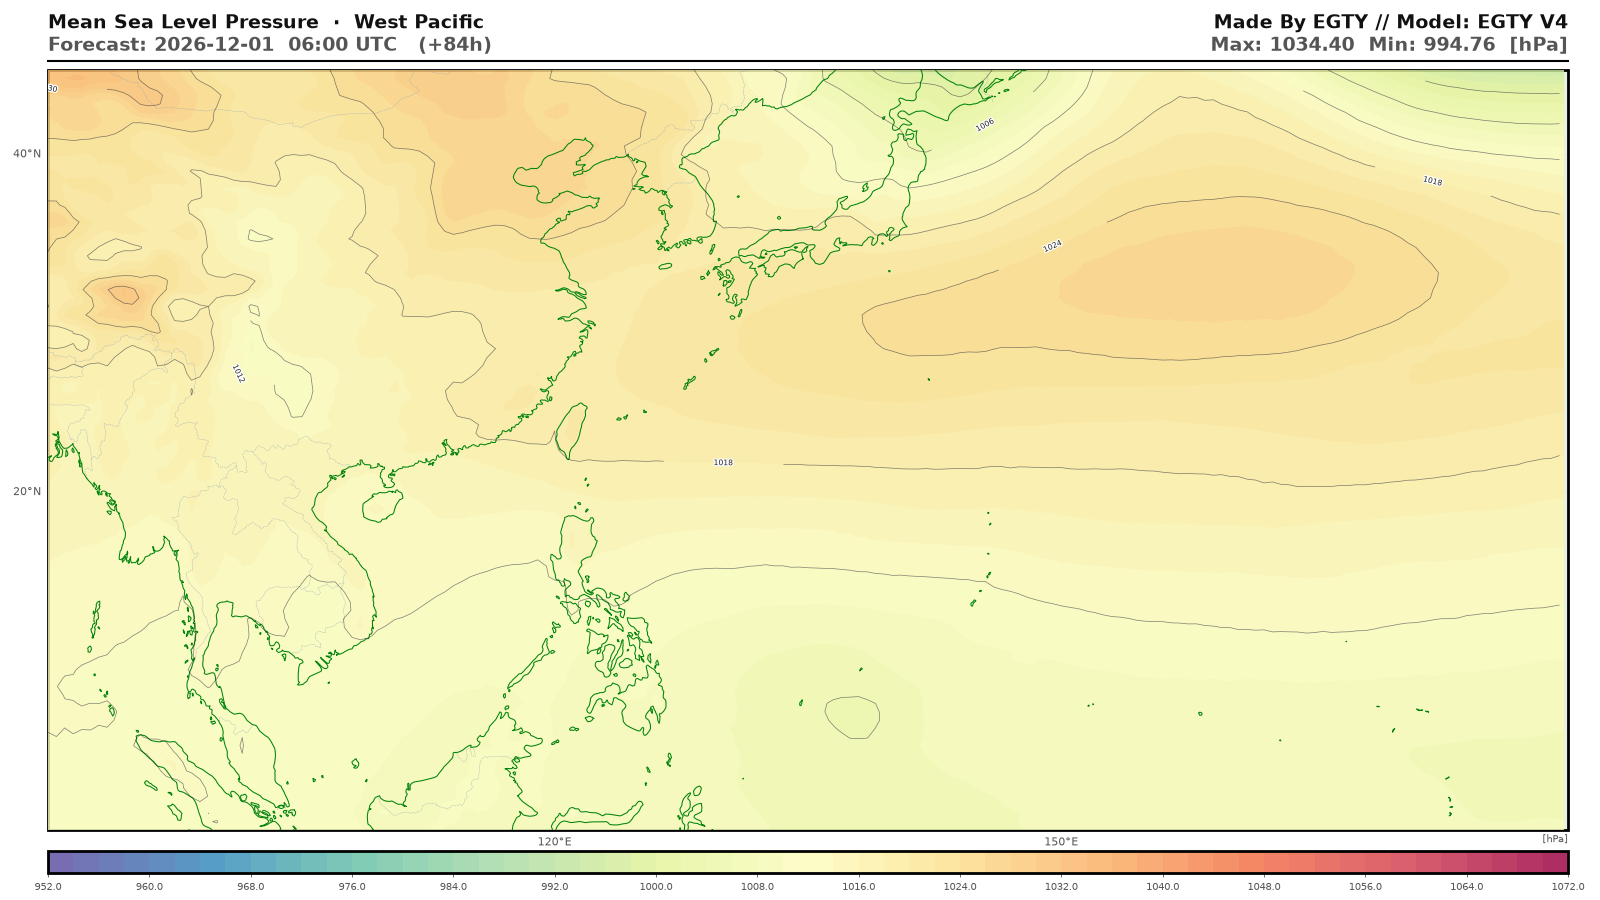 Mean Sea Level Pressure · West Pacific
Made By EGTY // Model: EGTY V4
Forecast: 2026-12-01 06:00 UTC (+84h)
Max: 1034.40 Min: 994.76 [hPa]
30
1006
40°N
1018
1024
1012
1018
20°N
120°E
150°E
[hPa]
952.0 960.0 968.0 976.0 984.0 992.0 1000.0 1008.0 1016.0 1024.0 1032.0 1040.0 1048.0 1056.0 1064.0 1072.0